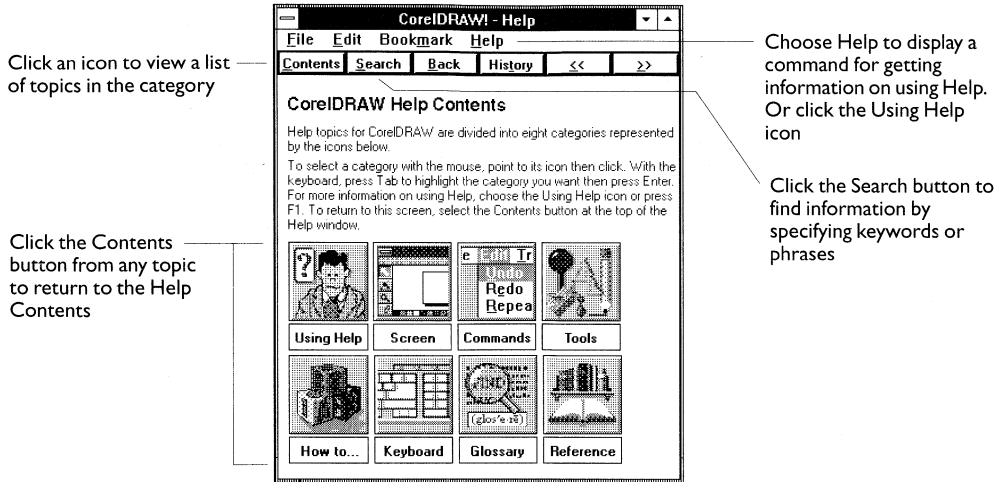 Click an icon to view a list
of topics in the category
Click the Contents
button from any topic
to return to the Help
Contents
CorelDRAW! - Help
File Edit Bookmark Help
Contents Search Back History << >>
CorelDRAW Help Contents
Help topics for CorelDRAW are divided into eight categories represented
by the icons below.
To select a category with the mouse, point to its icon then click. With the
keyboard, press Tab to highlight the category you want then press Enter.
For more information on using Help, choose the Using Help icon or press
F1. To return to this screen, select the Contents button at the top of the
Help window.
?
e Edit Tr
Undo
Redo
Repea
Using Help Screen Commands Tools
FIND
(glos'e·rē)
How to... Keyboard Glossary Reference
Choose Help to display a
command for getting
information on using Help.
Or click the Using Help
icon
Click the Search button to
find information by
specifying keywords or
phrases